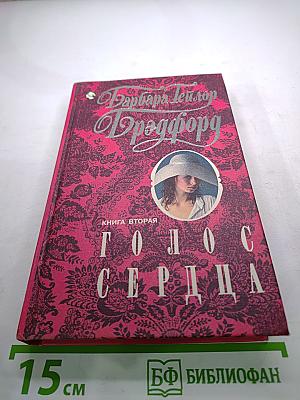 Барбара Тейлор
Брэдфорд
КНИГА ВТОРАЯ
ГОЛОС
СЕРДЦА
15 см
БФ БИБЛИОФАН